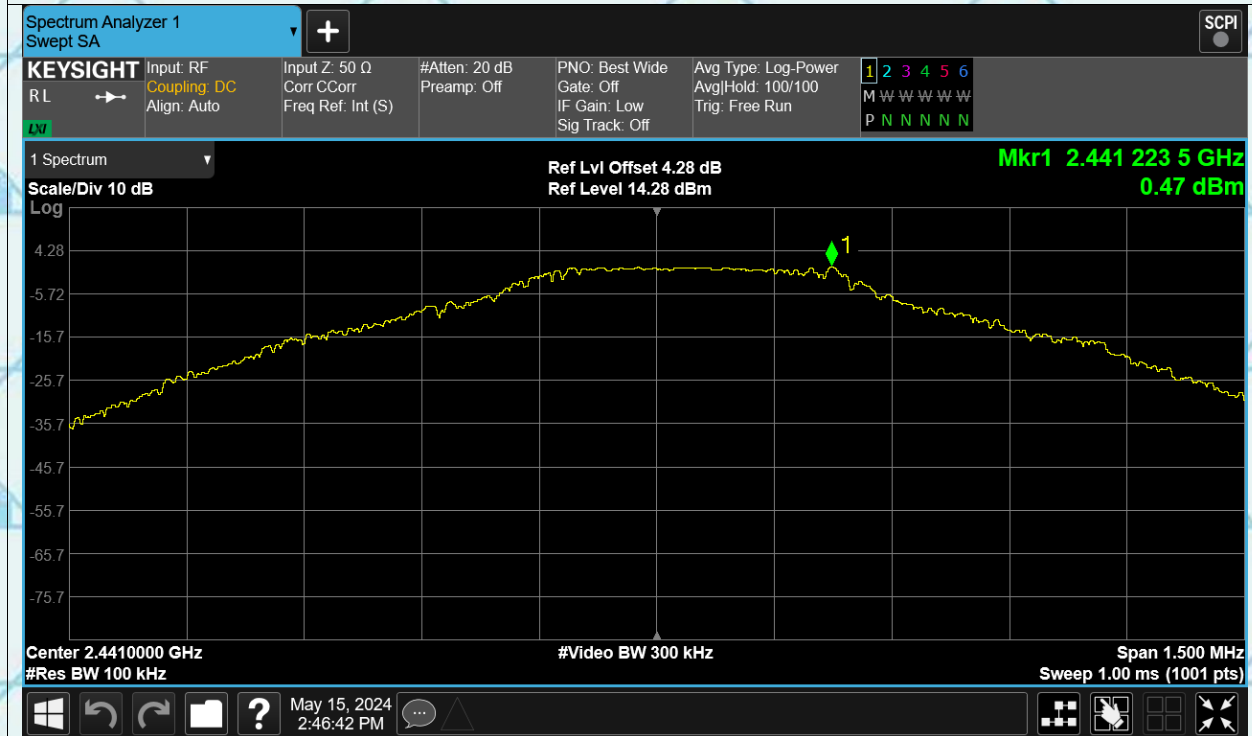 Spectrum Analyzer 1
Swept SA
+
SCPI
KEYSIGHT
R L
LXI
Input: RF
Coupling: DC
Align: Auto
Input Z: 50 Ω
Corr CCorr
Freq Ref: Int (S)
#Atten: 20 dB
Preamp: Off
PNO: Best Wide
Gate: Off
IF Gain: Low
Sig Track: Off
Avg Type: Log-Power
Avg|Hold: 100/100
Trig: Free Run
1 2 3 4 5 6
M W W W W W
P N N N N N
1 Spectrum
Scale/Div 10 dB
Log
Ref Lvl Offset 4.28 dB
Ref Level 14.28 dBm
Mkr1 2.441 223 5 GHz
0.47 dBm
1
4.28
-5.72
-15.7
-25.7
-35.7
-45.7
-55.7
-65.7
-75.7
Center 2.4410000 GHz
#Res BW 100 kHz
#Video BW 300 kHz
Span 1.500 MHz
Sweep 1.00 ms (1001 pts)
?
May 15, 2024
2:46:42 PM